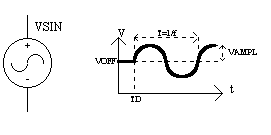 VSIN
+
-
V
T=1/f
VOFF
VAMPL
TD
t